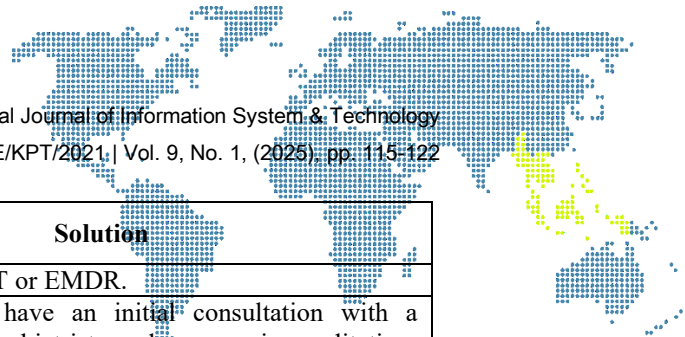 al Journal of Information System & Technology
E/KPT/2021 | Vol. 9, No. 1, (2025), pp. 115-122
Solution
T or EMDR.
have an initial consultation with a